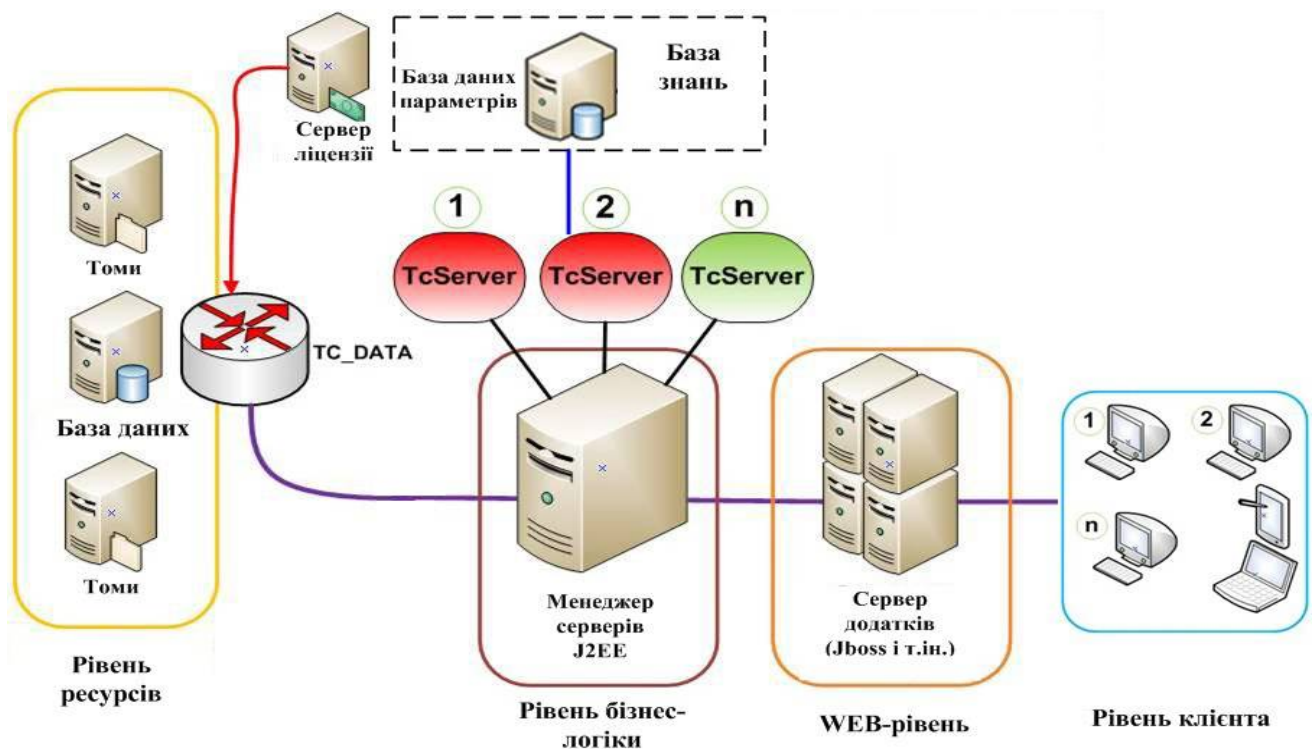 База
знань
База даних
параметрів
Сервер
ліцензії
1
2
n
TcServer
TcServer
TcServer
Томи
TC_DATA
База даних
Томи
1
2
n
Менеджер
серверів
J2EE
Сервер
додатків
(Jboss і т.ін.)
Рівень
ресурсів
Рівень бізнес-
логіки
WEB-рівень
Рівень клієнта